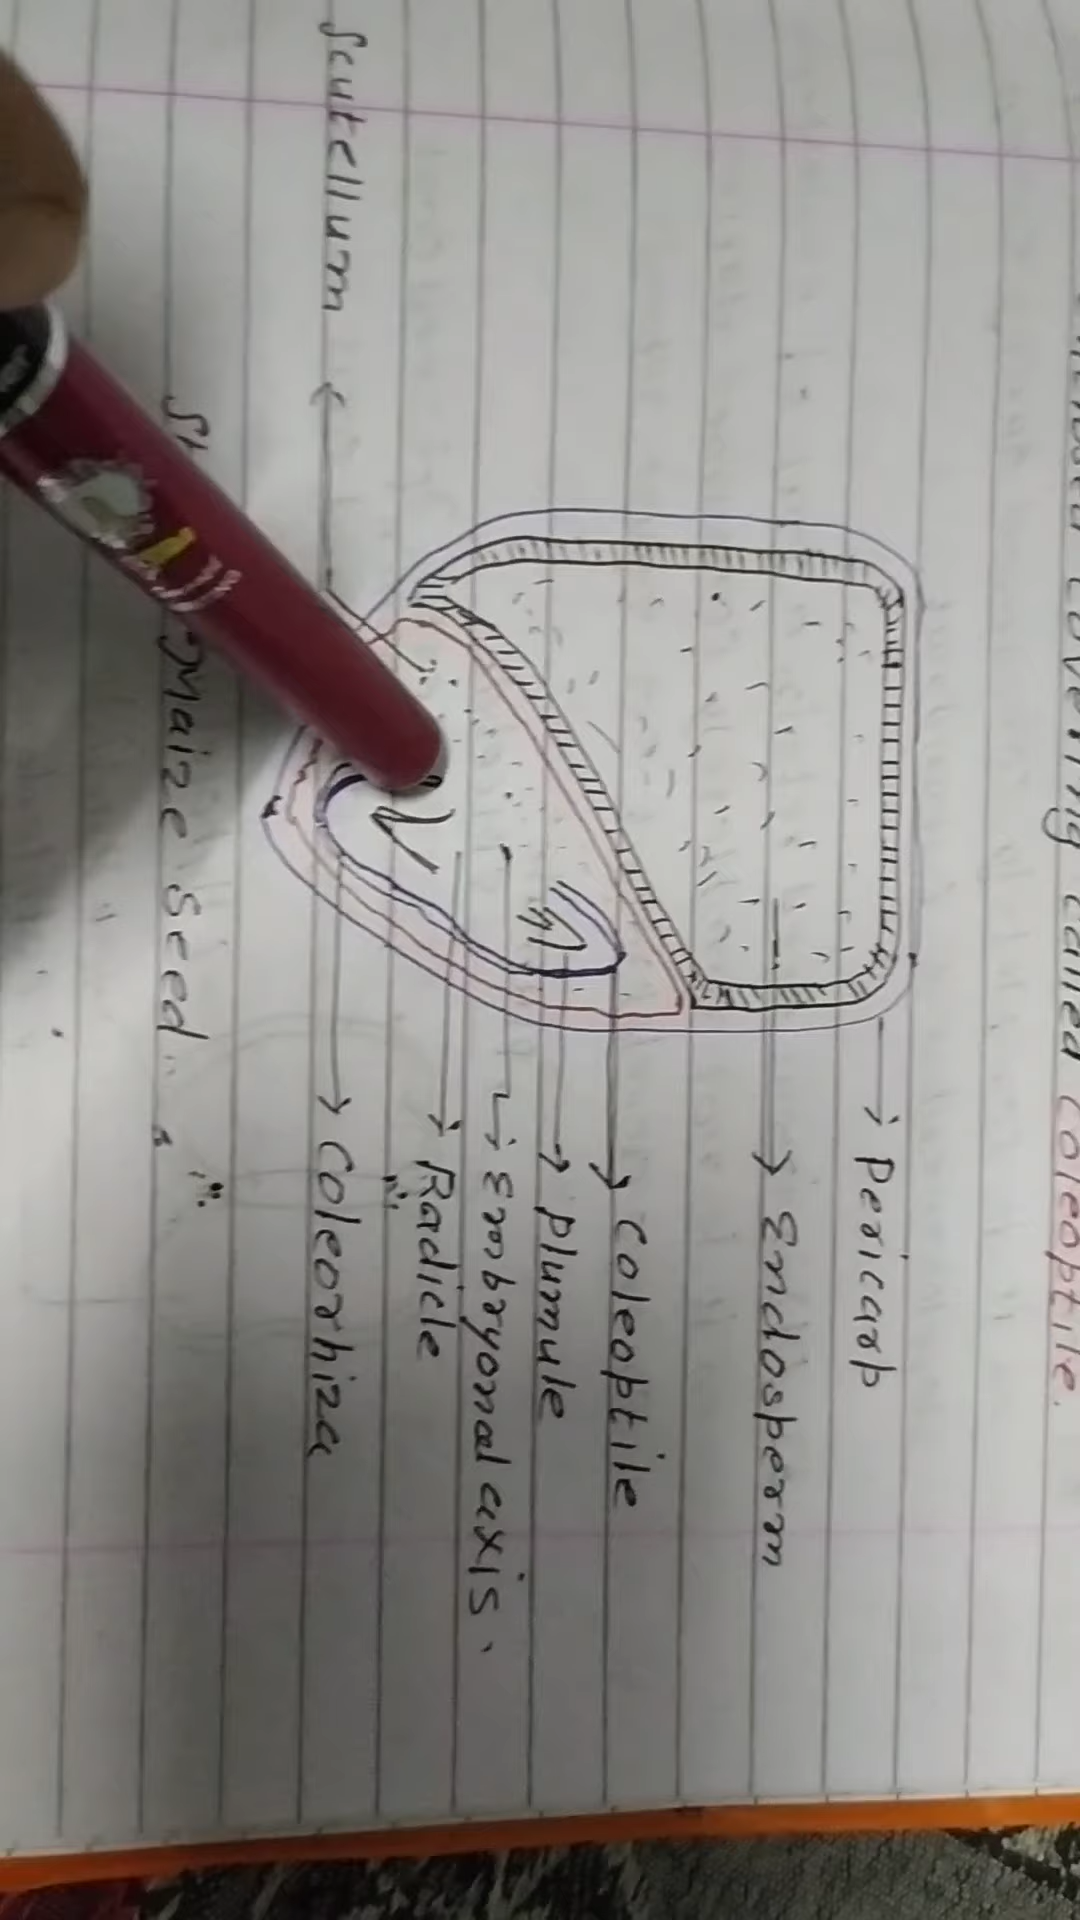 called coleoptile.
→ Pericarp
→ Endosperm
→ Coleoptile
→ Plumule
→ Embryonal axis.
→ Radicle
Scutellum ←
→ Coleorhiza
Maize Seed